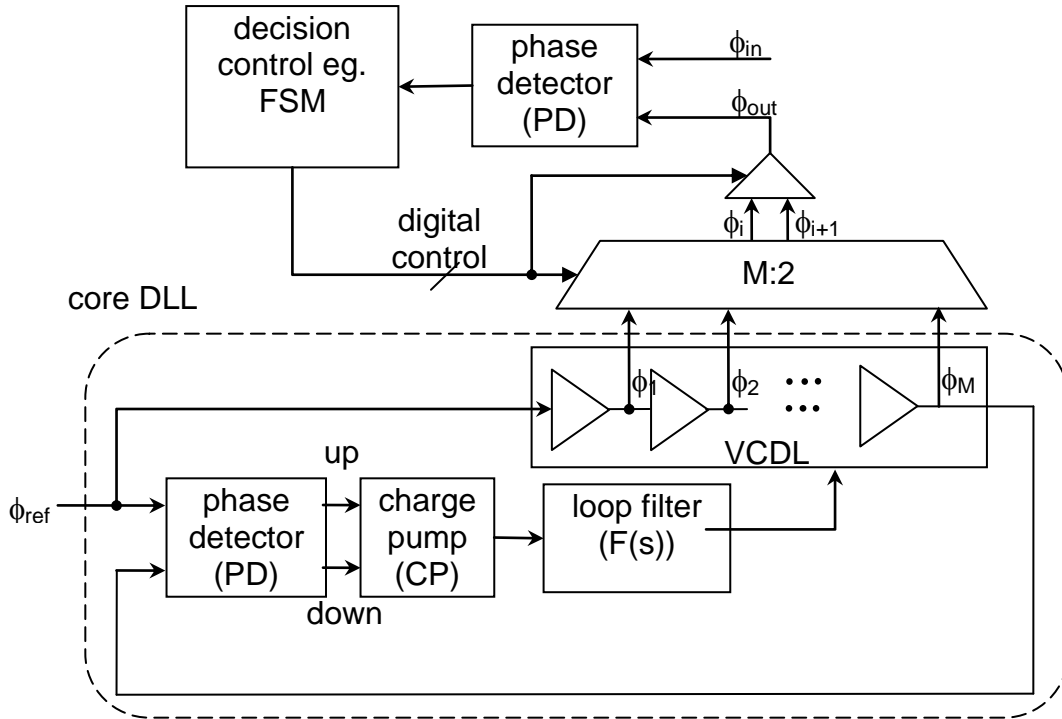 decision
control eg.
FSM
phase
detector
(PD)
ϕin
ϕout
digital
control
ϕi
ϕi+1
M:2
core DLL
ϕ1
ϕ2
ϕM
VCDL
up
ϕref
phase
detector
(PD)
charge
pump
(CP)
loop filter
(F(s))
down